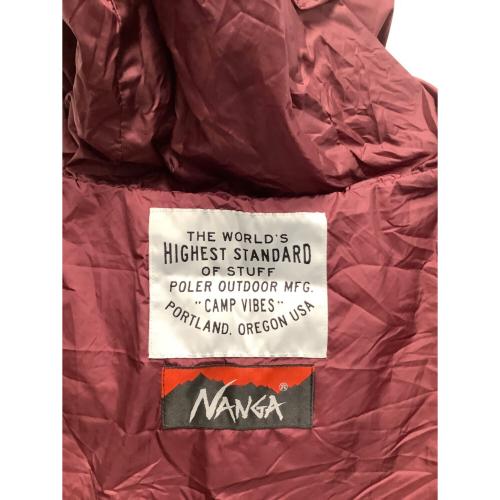 THE WORLD'S
HIGHEST STANDARD
OF STUFF
POLER OUTDOOR MFG.
"CAMP VIBES"
PORTLAND, OREGON USA
NANGA®